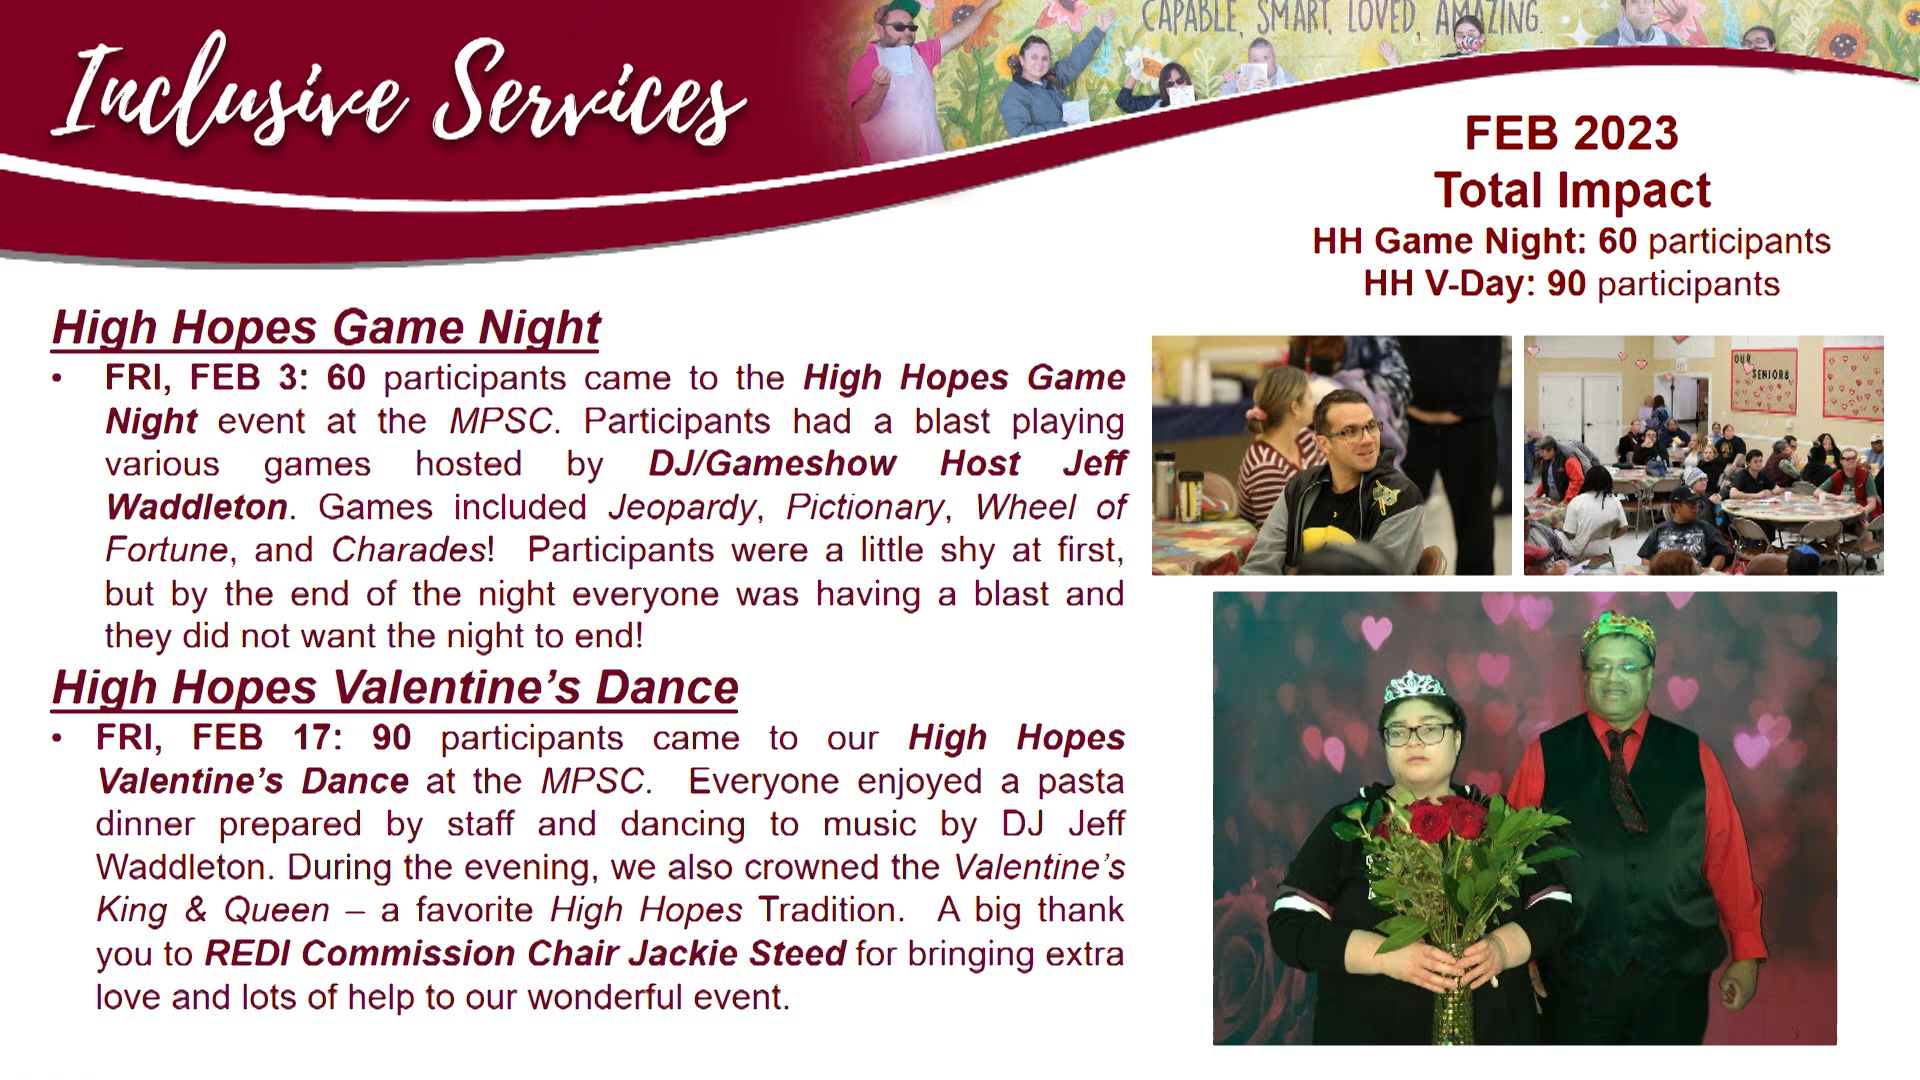 Inclusive Services
CAPABLE, SMART, LOVED, AMAZING.
FEB 2023
Total Impact
HH Game Night: 60 participants
HH V-Day: 90 participants
High Hopes Game Night
• FRI, FEB 3: 60 participants came to the High Hopes Game
Night event at the MPSC. Participants had a blast playing
various games hosted by DJ/Gameshow Host Jeff
Waddleton. Games included Jeopardy, Pictionary, Wheel of
Fortune, and Charades! Participants were a little shy at first,
but by the end of the night everyone was having a blast and
they did not want the night to end!
High Hopes Valentine’s Dance
• FRI, FEB 17: 90 participants came to our High Hopes
Valentine’s Dance at the MPSC. Everyone enjoyed a pasta
dinner prepared by staff and dancing to music by DJ Jeff
Waddleton. During the evening, we also crowned the Valentine’s
King & Queen – a favorite High Hopes Tradition. A big thank
you to REDI Commission Chair Jackie Steed for bringing extra
love and lots of help to our wonderful event.
OUR
SENIORS